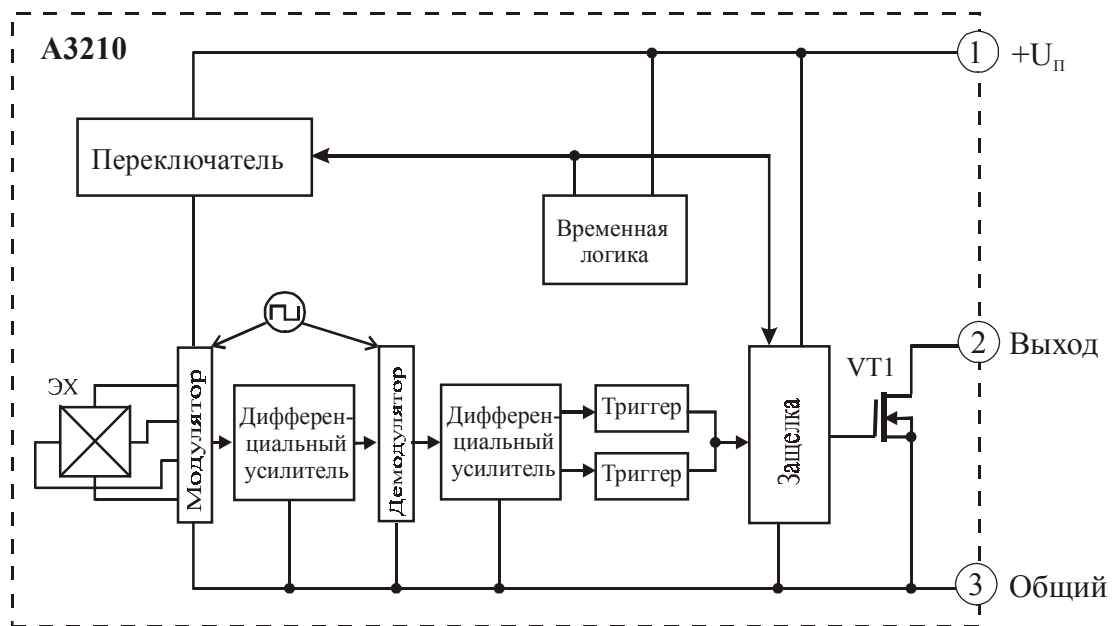 А3210
1 +UП
Переключатель
Временная
логика
2 Выход
VT1
ЭХ
Модулятор
Дифферен-
циальный
усилитель
Демодулятор
Дифферен-
циальный
усилитель
Триггер
Триггер
Защелка
3 Общий